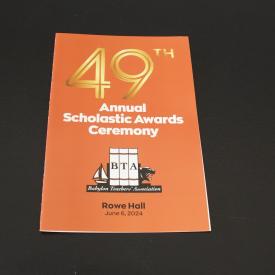 49TH
Annual
Scholastic Awards
Ceremony
BTA
Babylon Teachers' Association
Rowe Hall
June 6, 2024